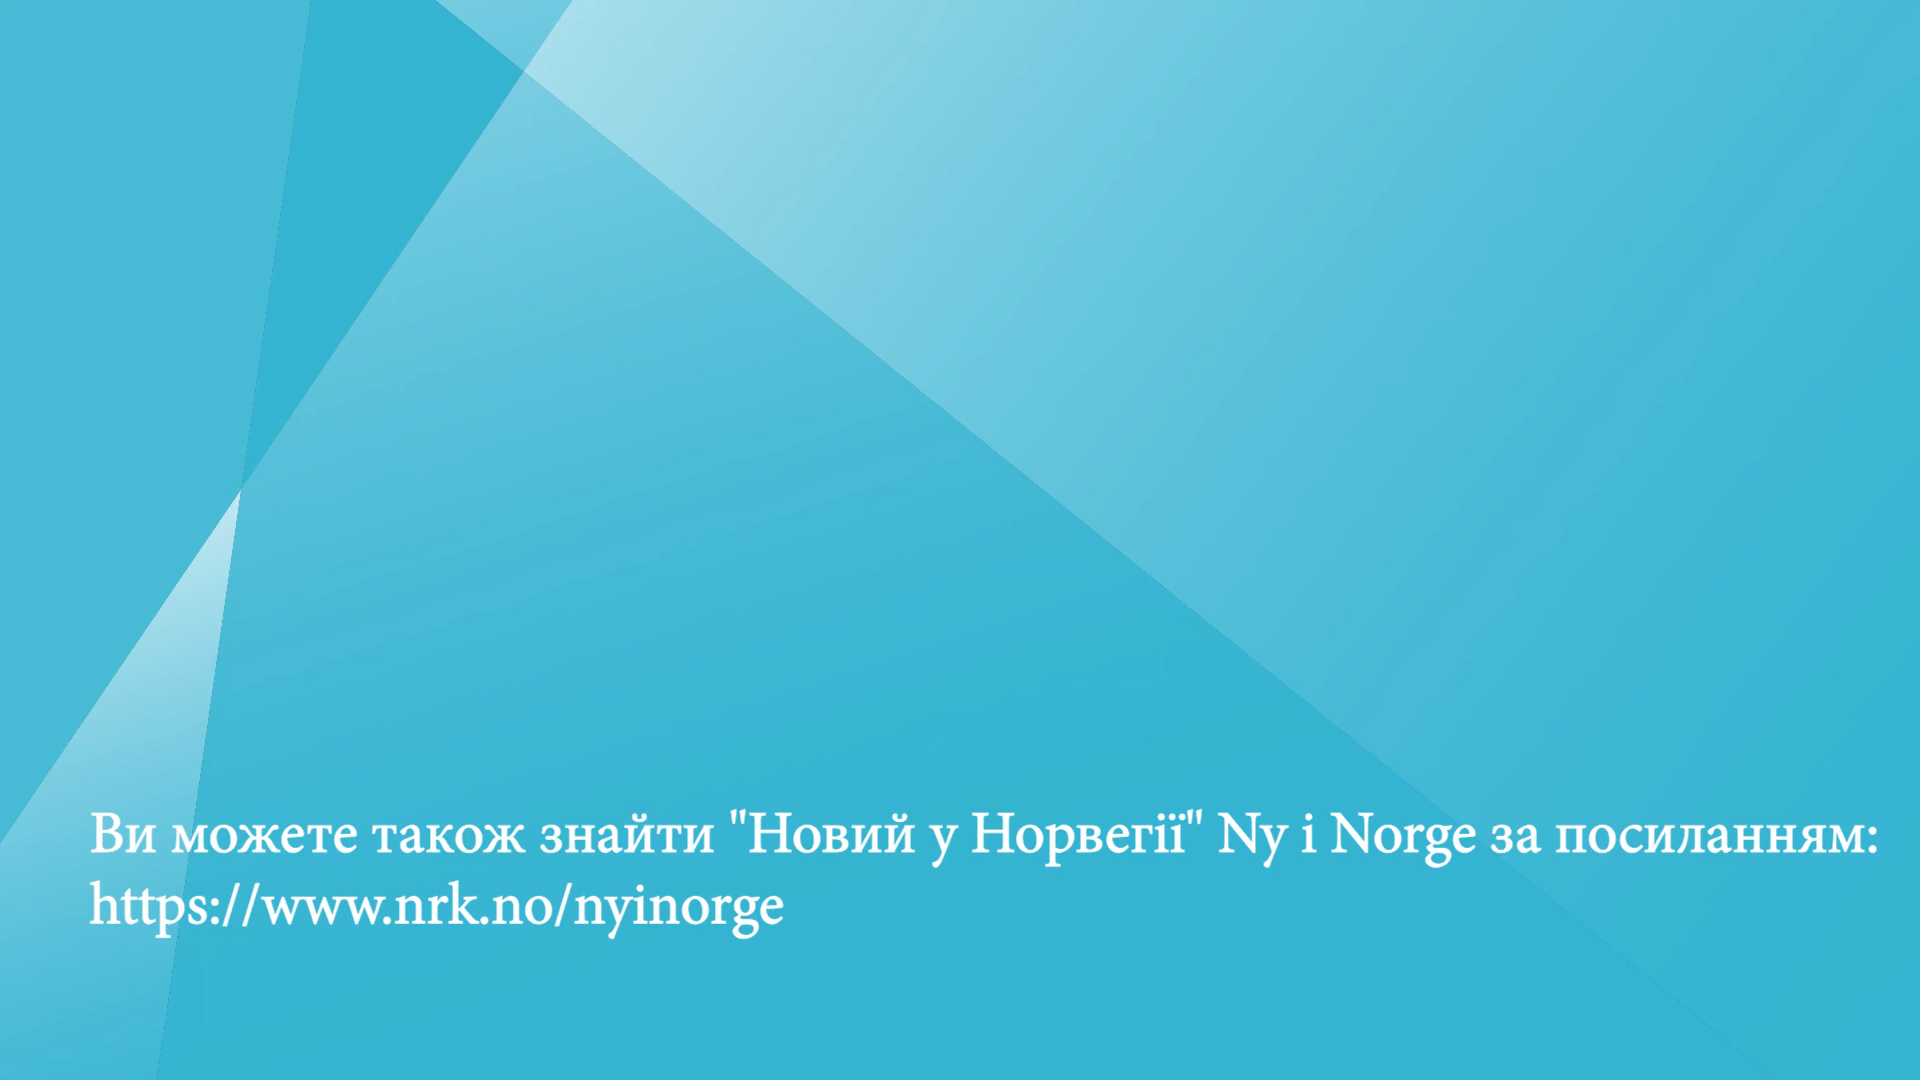 Ви можете також знайти "Новий у Норвегії" Ny i Norge за посиланням:
https://www.nrk.no/nyinorge